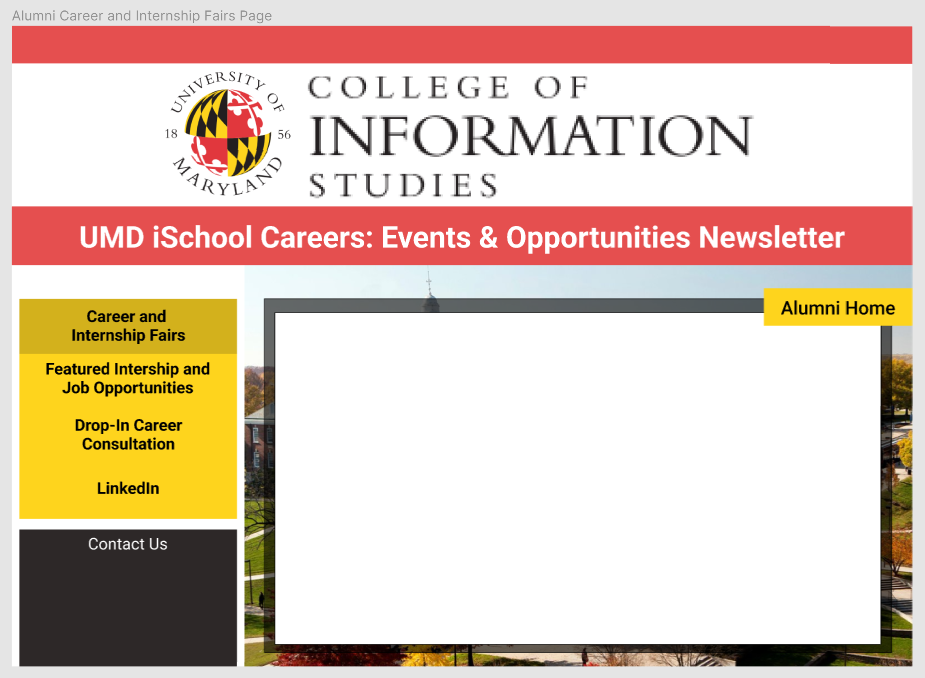 Alumni Career and Internship Fairs Page
UNIVERSITY OF
18 56
MARYLAND
COLLEGE OF
INFORMATION
STUDIES
UMD iSchool Careers: Events & Opportunities Newsletter
Alumni Home
Career and
Internship Fairs
Featured Intership and
Job Opportunities
Drop-In Career
Consultation
LinkedIn
Contact Us